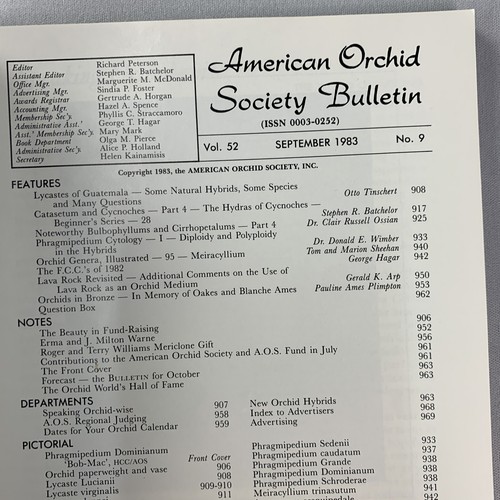 Editor Richard Peterson
Assistant Editor Stephen R. Batchelor
Office Mgr. Marguerite M. McDonald
Advertising Mgr. Sindia P. Foster
Awards Registrar Gertrude A. Horgan
Accounting Mgr. Hazel A. Spence
Membership Sec'y. Phyllis C. Straccamoro
Administrative Asst.' George T. Hagar
Asst.' Membership Sec'y. Mary Mark
Book Department Olga M. Pierce
Administrative Sec'y. Alice P. Holland
Secretary Helen Kainamisis
American Orchid
Society Bulletin
(ISSN 0003-0252)
Vol. 52 SEPTEMBER 1983 No. 9
Copyright 1983, the AMERICAN ORCHID SOCIETY, INC.
FEATURES
Lycastes of Guatemala — Some Natural Hybrids, Some Species
and Many Questions Otto Tinschert 908
Catasetum and Cycnoches — Part 4 — The Hydras of Cycnoches —
Beginner's Series — 28 Stephen R. Batchelor 917
Noteworthy Bulbophyllums and Cirrhopetalums — Part 4 Dr. Clair Russell Ossian 925
Phragmipedium Cytology — I — Diploidy and Polyploidy
in the Hybrids Dr. Donald E. Wimber 933
Orchid Genera, Illustrated — 95 — Meiracyllium Tom and Marion Sheehan 940
The F.C.C.'s of 1982 George Hagar 942
Lava Rock Revisited — Additional Comments on the Use of
Lava Rock as an Orchid Medium Gerald K. Arp 950
Orchids in Bronze — In Memory of Oakes and Blanche Ames Pauline Ames Plimpton 953
Question Box 962
NOTES
The Beauty in Fund-Raising 906
Erma and J. Milton Warne 952
Roger and Terry Williams Mericlone Gift 956
Contributions to the American Orchid Society and A.O.S. Fund in July 961
The Front Cover 961
Forecast — the BULLETIN for October 963
The Orchid World's Hall of Fame 963
DEPARTMENTS
Speaking Orchid-wise 907 New Orchid Hybrids 963
A.O.S. Regional Judging 958 Index to Advertisers 968
Dates for Your Orchid Calendar 959 Advertising 969
PICTORIAL
Phragmipedium Dominianum
'Bob-Mac', HCC/AOS Front Cover
Orchid paperweight and vase 906
Lycaste Luciani 908
Lycaste virginalis 909-910
911
Phragmipedium Sedenii 933
Phragmipedium caudatum 937
Phragmipedium Grande 938
Phragmipedium Dominianum 938
Phragmipedium Schroderae 938
Meiracyllium trinasutum 941
942